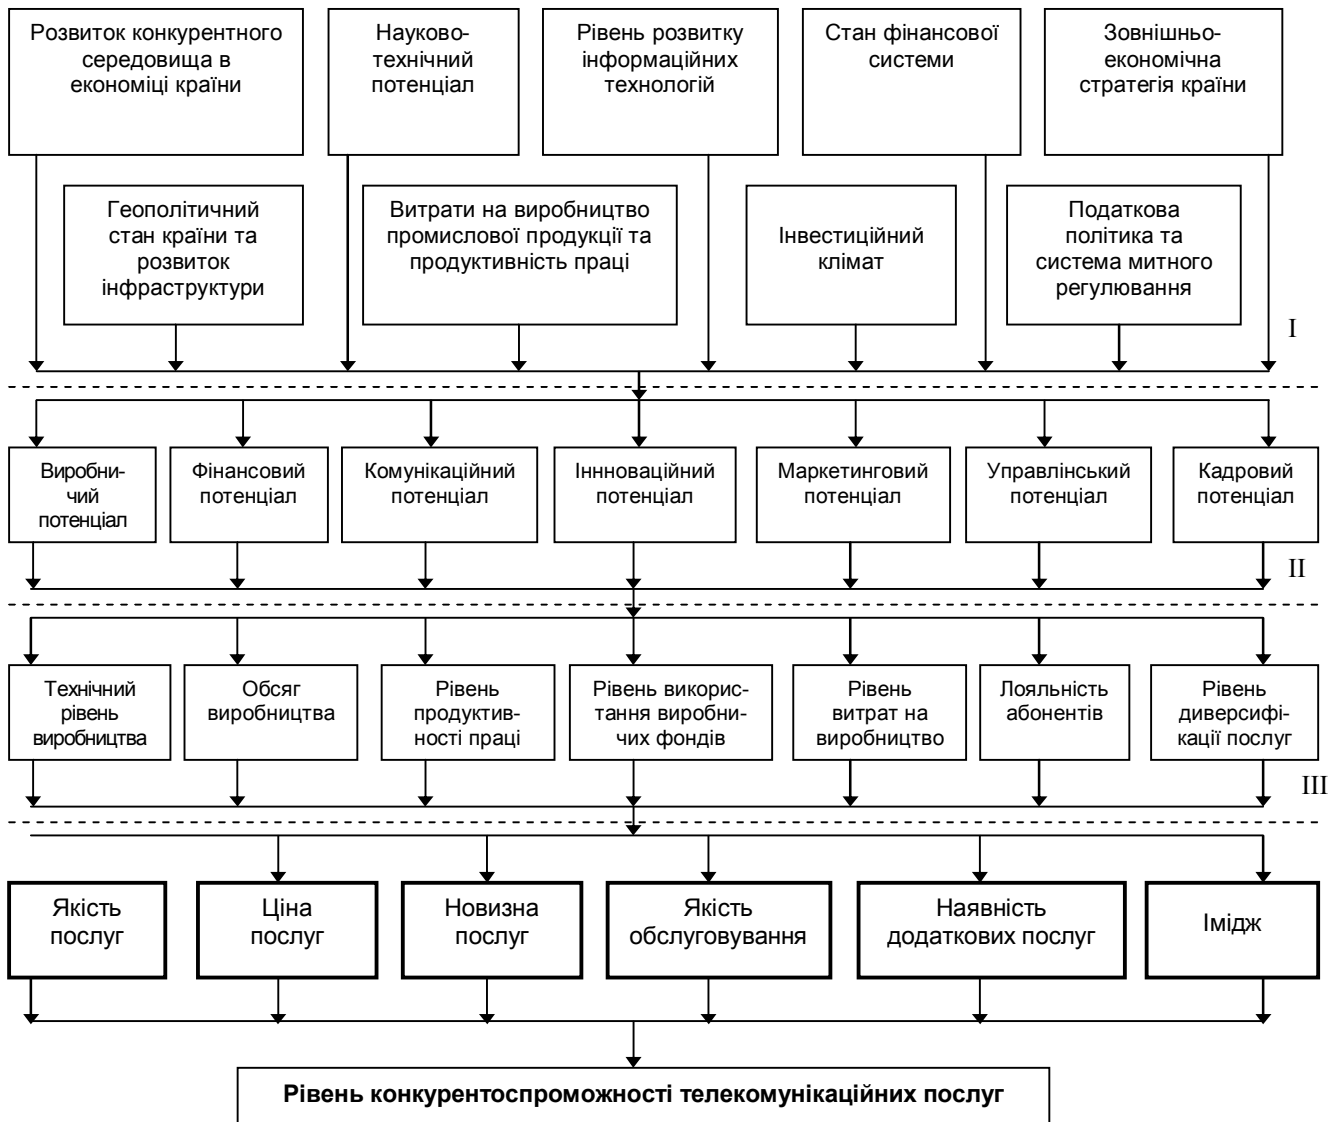 Розвиток конкурентного
середовища в
економіці країни
Науково-
технічний
потенціал
Рівень розвитку
інформаційних
технологій
Стан фінансової
системи
Зовнішньо-
економічна
стратегія країни
Геополітичний
стан країни та
розвиток
інфраструктури
Витрати на виробництво
промислової продукції та
продуктивність праці
Інвестиційний
клімат
Податкова
політика та
система митного
регулювання
I
Виробни-
чий
потенціал
Фінансовий
потенціал
Комунікаційний
потенціал
Іннноваційний
потенціал
Маркетинговий
потенціал
Управлінський
потенціал
Кадровий
потенціал
II
Технічний
рівень
виробництва
Обсяг
виробництва
Рівень
продуктив-
ності праці
Рівень викорис-
тання виробни-
чих фондів
Рівень
витрат на
виробництво
Лояльність
абонентів
Рівень
диверсифі-
кації послуг
III
Якість
послуг
Ціна
послуг
Новизна
послуг
Якість
обслуговування
Наявність
додаткових послуг
Імідж
Рівень конкурентоспроможності телекомунікаційних послуг